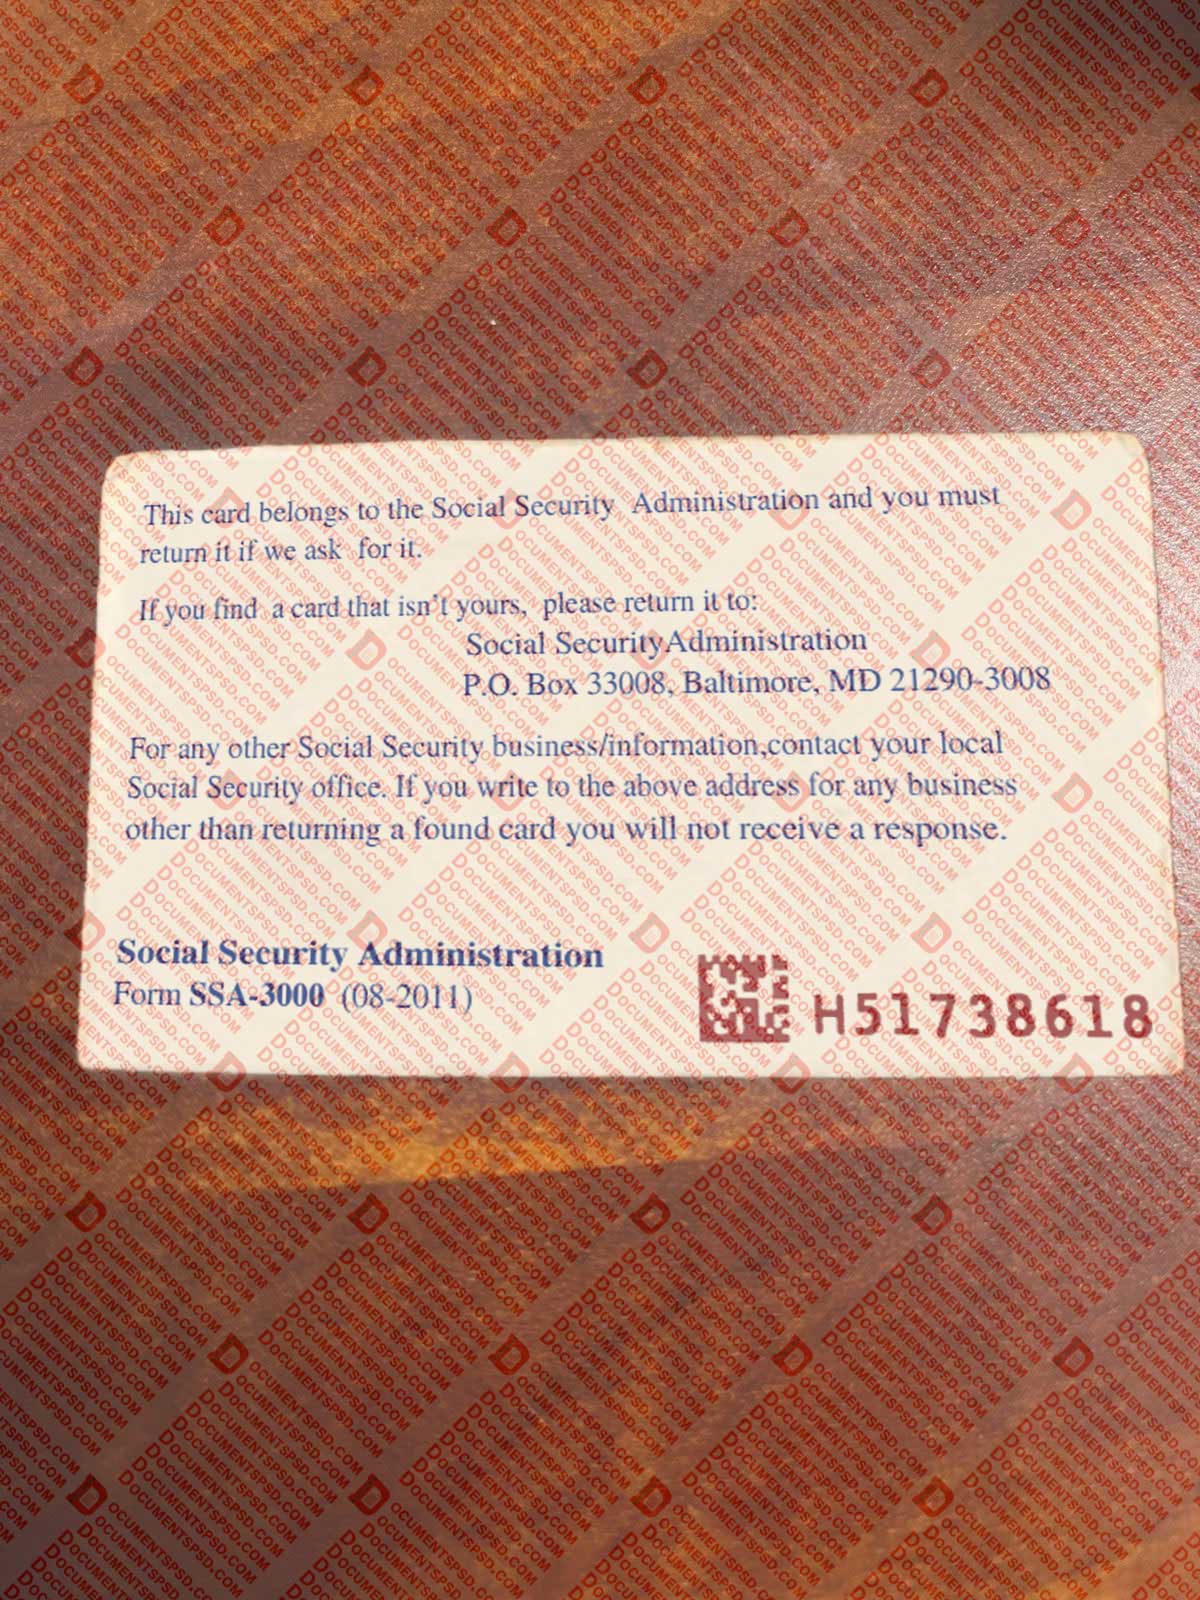 This card belongs to the Social Security Administration and you must
return it if we ask for it.
If you find a card that isn't yours, please return it to:
Social SecurityAdministration
P.O. Box 33008, Baltimore, MD 21290-3008
For any other Social Security business/information,contact your local
Social Security office. If you write to the above address for any business
other than returning a found card you will not receive a response.
Social Security Administration
Form SSA-3000 (08-2011)
H51738618
DOCUMENTSPSD.COM